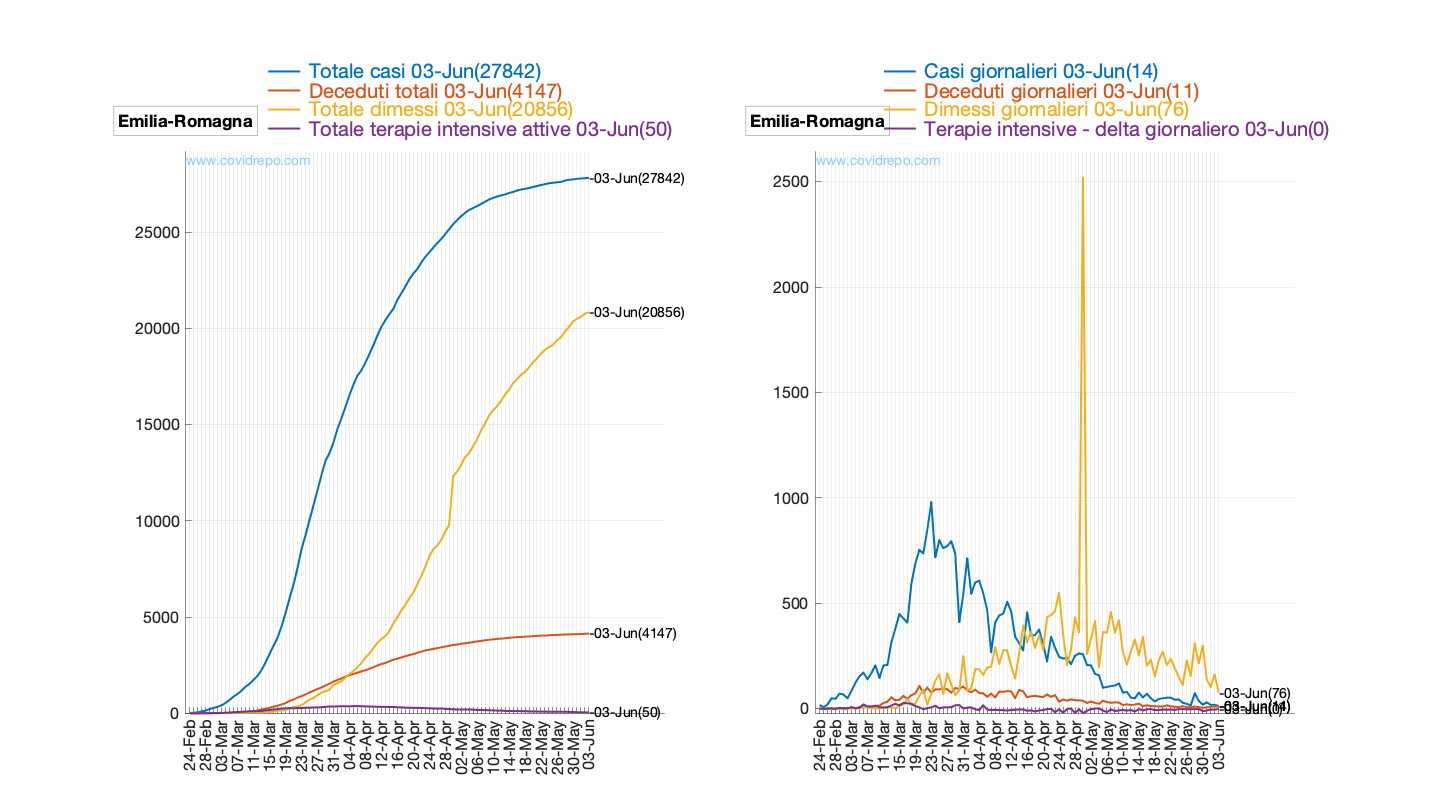 Totale casi 03-Jun(27842)
Deceduti totali 03-Jun(4147)
Totale dimessi 03-Jun(20856)
Totale terapie intensive attive 03-Jun(50)
Emilia-Romagna
www.covidrepo.com
25000
20000
15000
10000
5000
0
-03-Jun(27842)
-03-Jun(20856)
-03-Jun(4147)
-03-Jun(50)
24-Feb
28-Feb
03-Mar
07-Mar
11-Mar
15-Mar
19-Mar
23-Mar
27-Mar
31-Mar
04-Apr
08-Apr
12-Apr
16-Apr
20-Apr
24-Apr
28-Apr
02-May
06-May
10-May
14-May
18-May
22-May
26-May
30-May
03-Jun
Casi giornalieri 03-Jun(14)
Deceduti giornalieri 03-Jun(11)
Dimessi giornalieri 03-Jun(76)
Terapie intensive - delta giornaliero 03-Jun(0)
Emilia-Romagna
www.covidrepo.com
2500
2000
1500
1000
500
0
-03-Jun(76)
-03-Jun(14)
-03-Jun(0)
24-Feb
28-Feb
03-Mar
07-Mar
11-Mar
15-Mar
19-Mar
23-Mar
27-Mar
31-Mar
04-Apr
08-Apr
12-Apr
16-Apr
20-Apr
24-Apr
28-Apr
02-May
06-May
10-May
14-May
18-May
22-May
26-May
30-May
03-Jun